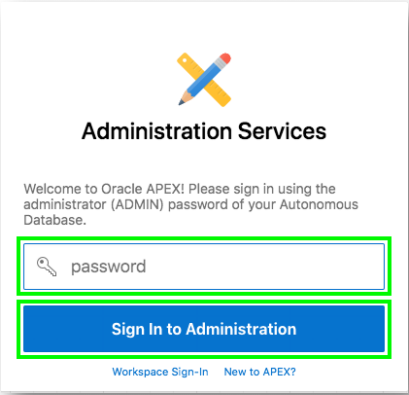 Administration Services
Welcome to Oracle APEX! Please sign in using the
administrator (ADMIN) password of your Autonomous
Database.
password
Sign In to Administration
Workspace Sign-In New to APEX?